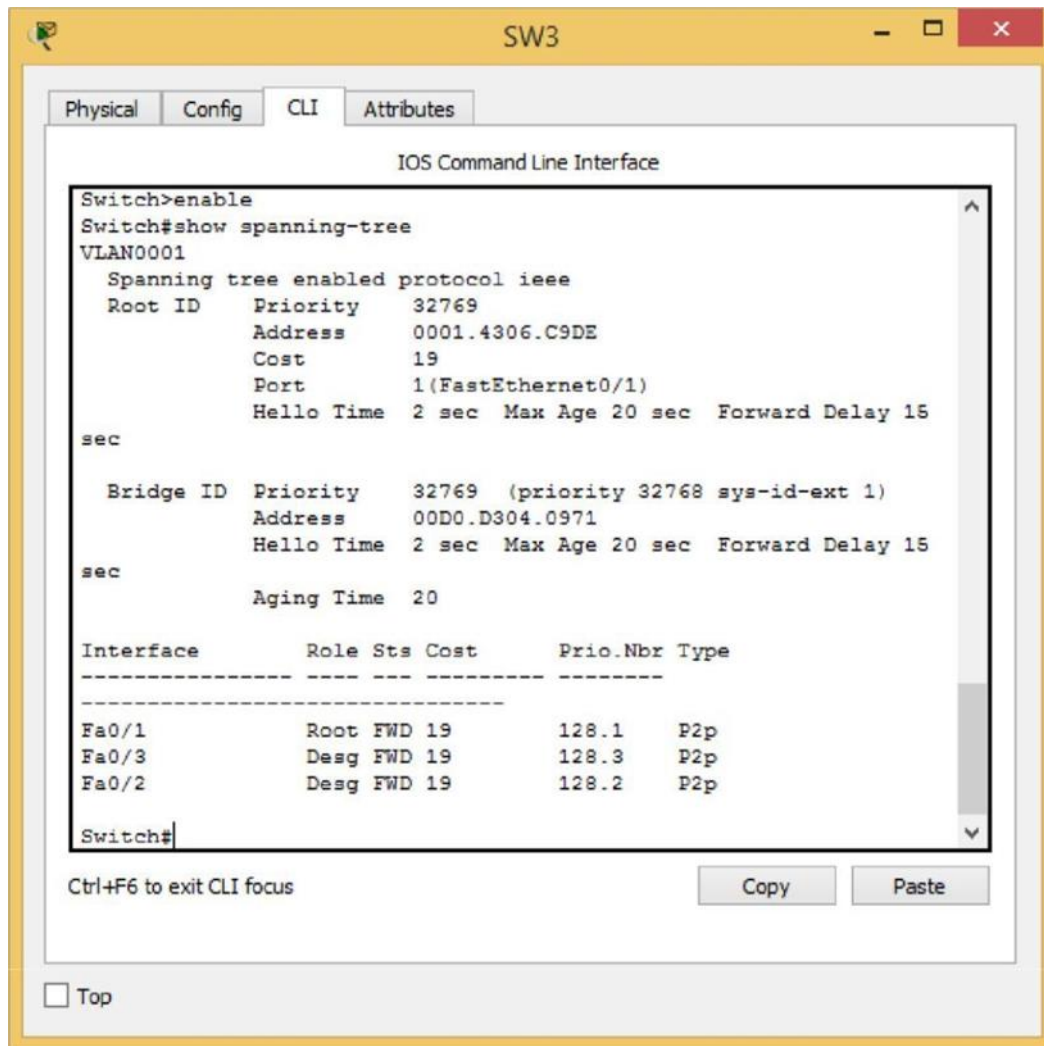 SW3
Physical Config CLI Attributes
IOS Command Line Interface
Switch>enable
Switch#show spanning-tree
VLAN0001
  Spanning tree enabled protocol ieee
  Root ID    Priority    32769
             Address     0001.4306.C9DE
             Cost        19
             Port        1(FastEthernet0/1)
             Hello Time  2 sec  Max Age 20 sec  Forward Delay 15
sec

  Bridge ID  Priority    32769  (priority 32768 sys-id-ext 1)
             Address     00D0.D304.0971
             Hello Time  2 sec  Max Age 20 sec  Forward Delay 15
sec
             Aging Time  20

Interface        Role Sts Cost      Prio.Nbr Type
---------------- ---- --- --------- --------
--------------------------------
Fa0/1            Root FWD 19        128.1    P2p
Fa0/3            Desg FWD 19        128.3    P2p
Fa0/2            Desg FWD 19        128.2    P2p

Switch#
Ctrl+F6 to exit CLI focus
Copy Paste
Top